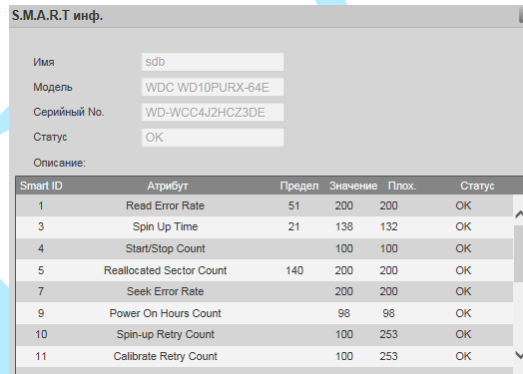 S.M.A.R.T инф.
Имя sdb
Модель WDC WD10PURX-64E
Серийный No. WD-WCC4J2HCZ3DE
Статус OK
Описание:
Smart ID Атрибут Предел Значение Плох. Статус
1 Read Error Rate 51 200 200 OK
3 Spin Up Time 21 138 132 OK
4 Start/Stop Count 100 100 OK
5 Reallocated Sector Count 140 200 200 OK
7 Seek Error Rate 200 200 OK
9 Power On Hours Count 98 98 OK
10 Spin-up Retry Count 100 253 OK
11 Calibrate Retry Count 100 253 OK